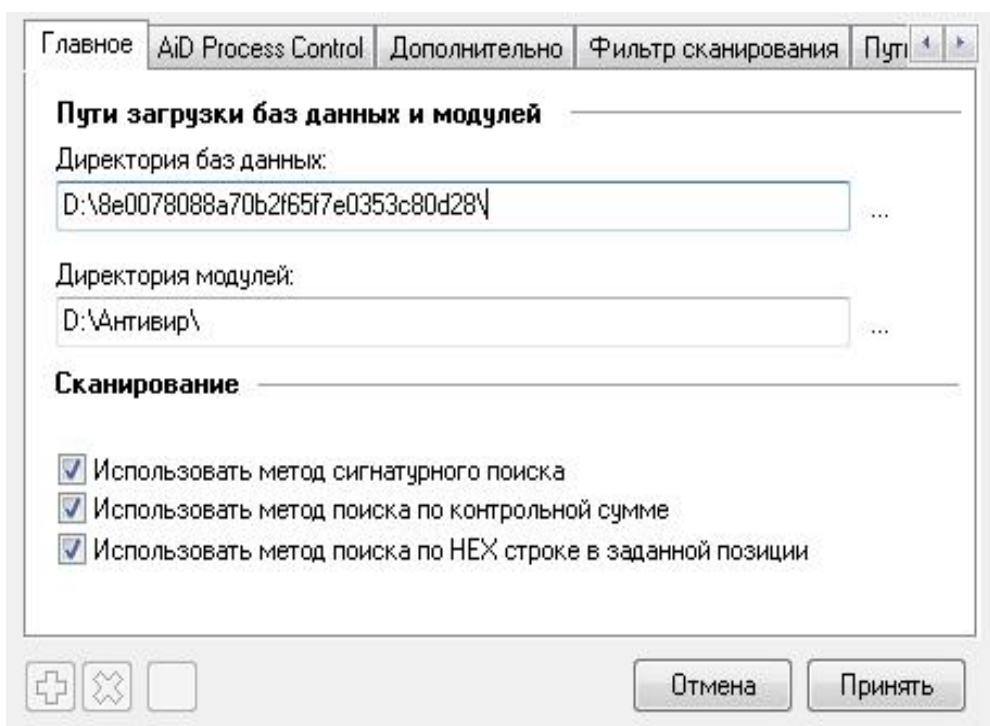 Главное AiD Process Control Дополнительно Фильтр сканирования
Пути загрузки баз данных и модулей
Директория баз данных:
D:\8e0078088a70b2f65f7e0353c80d28\
...
Директория модулей:
D:\Антивир\
...
Сканирование
Использовать метод сигнатурного поиска
Использовать метод поиска по контрольной сумме
Использовать метод поиска по HEX строке в заданной позиции
Отмена Принять